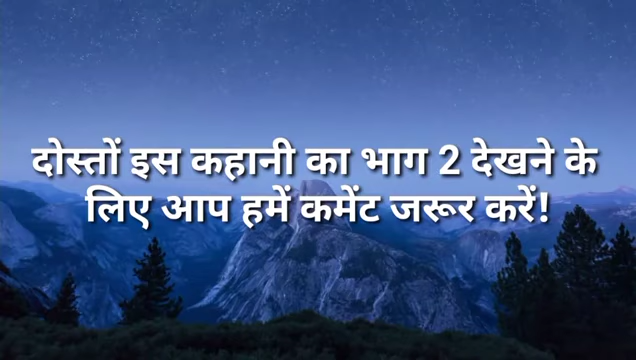 दोस्तों इस कहानी का भाग 2 देखने के
लिए आप हमें कमेंट जरूर करें!